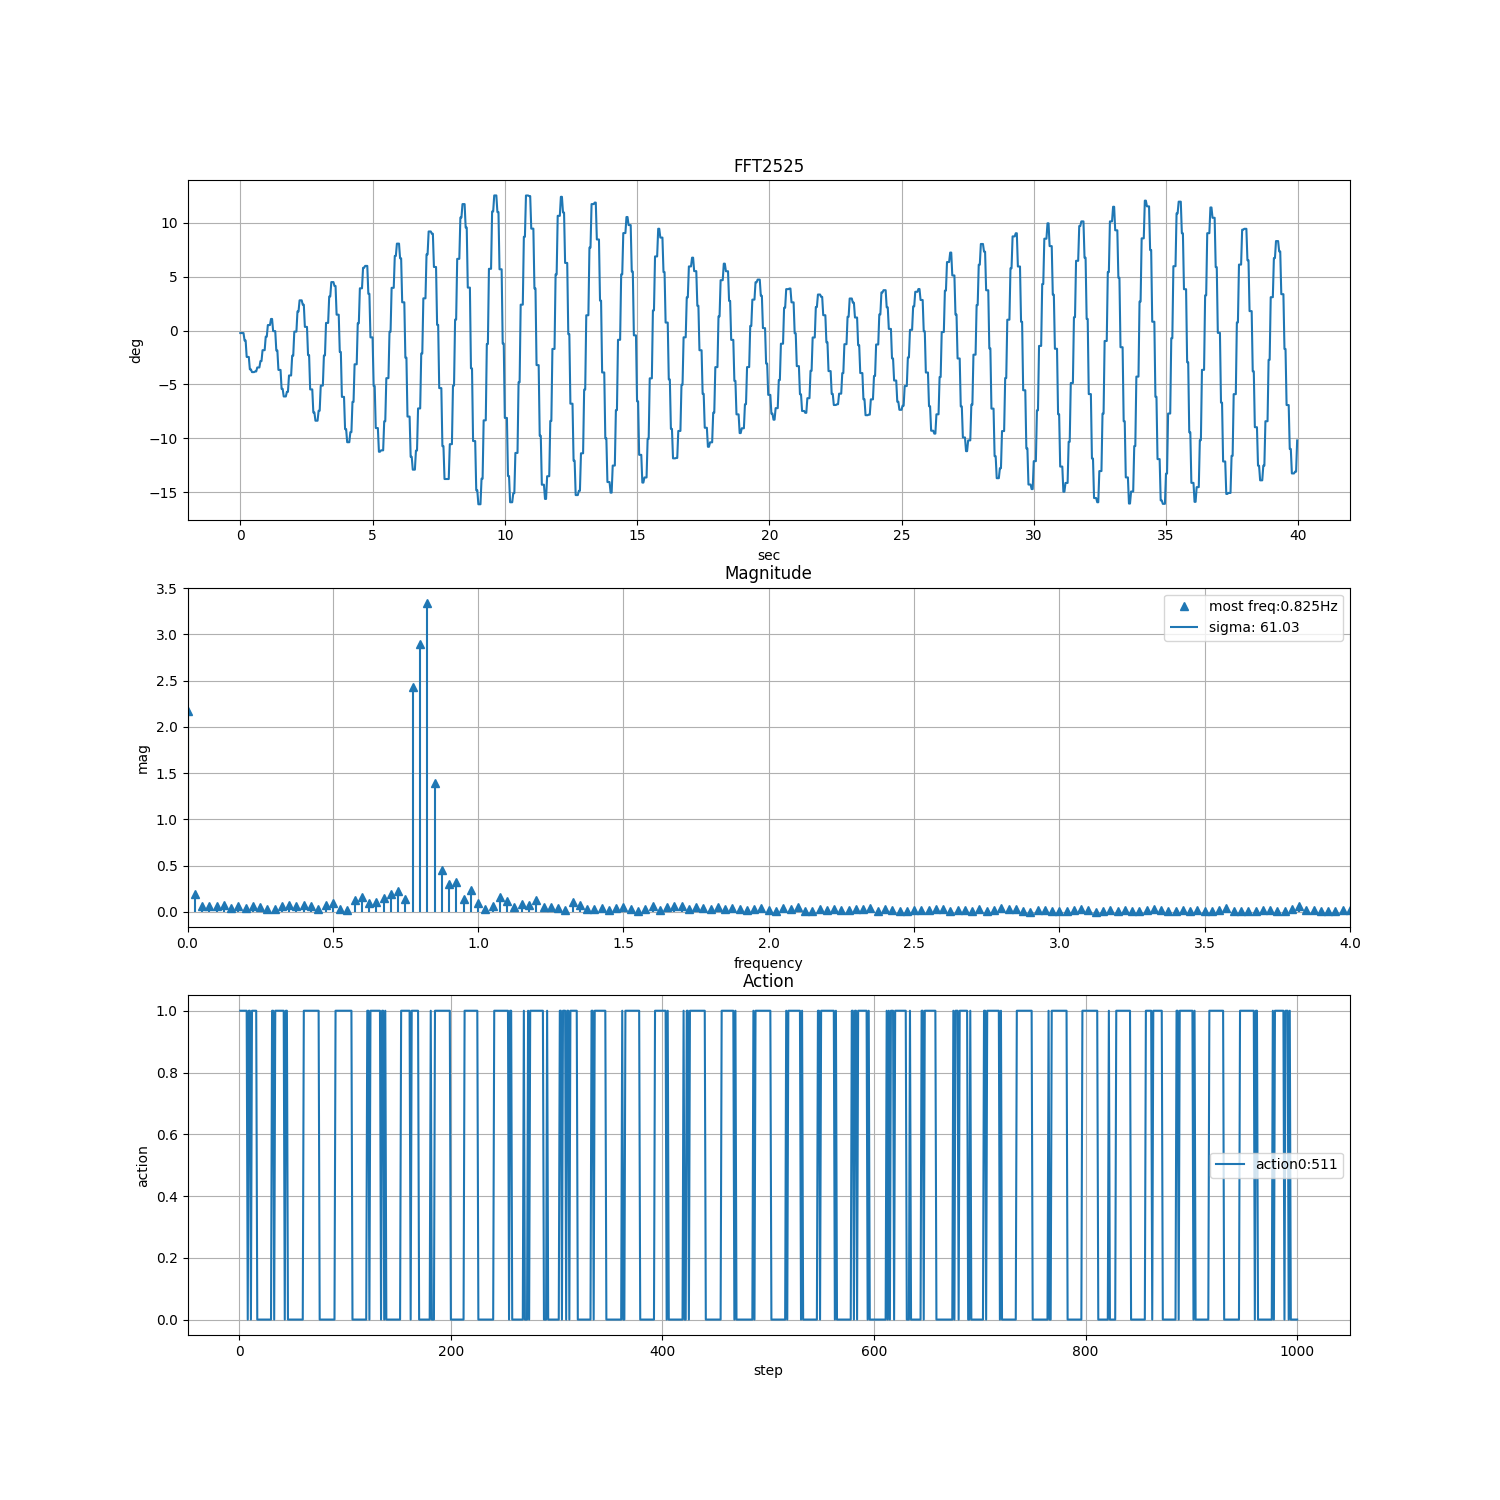 FFT2525
10
5
0
−5
−10
−15
deg
0 5 10 15 20 25 30 35 40
sec
Magnitude
3.5
3.0
2.5
2.0
1.5
1.0
0.5
0.0
mag
most freq:0.825Hz
sigma: 61.03
0.0 0.5 1.0 1.5 2.0 2.5 3.0 3.5 4.0
frequency
Action
1.0
0.8
0.6
0.4
0.2
0.0
action
action0:511
0 200 400 600 800 1000
step